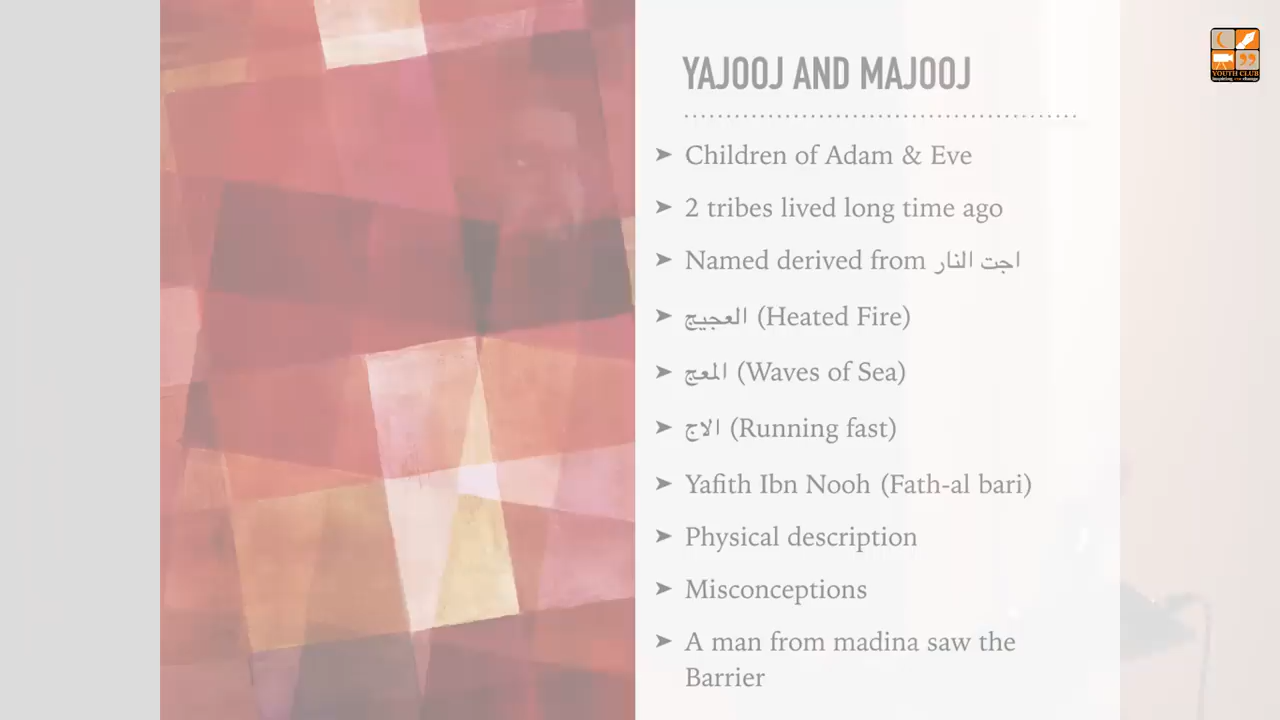 YAJOOJ AND MAJOOJ
➤ Children of Adam & Eve
➤ 2 tribes lived long time ago
➤ Named derived from اجت النار
➤ العجيج (Heated Fire)
➤ المعج (Waves of Sea)
➤ الاج (Running fast)
➤ Yafith Ibn Nooh (Fath-al bari)
➤ Physical description
➤ Misconceptions
➤ A man from madina saw the
Barrier
YOUTH CLUB